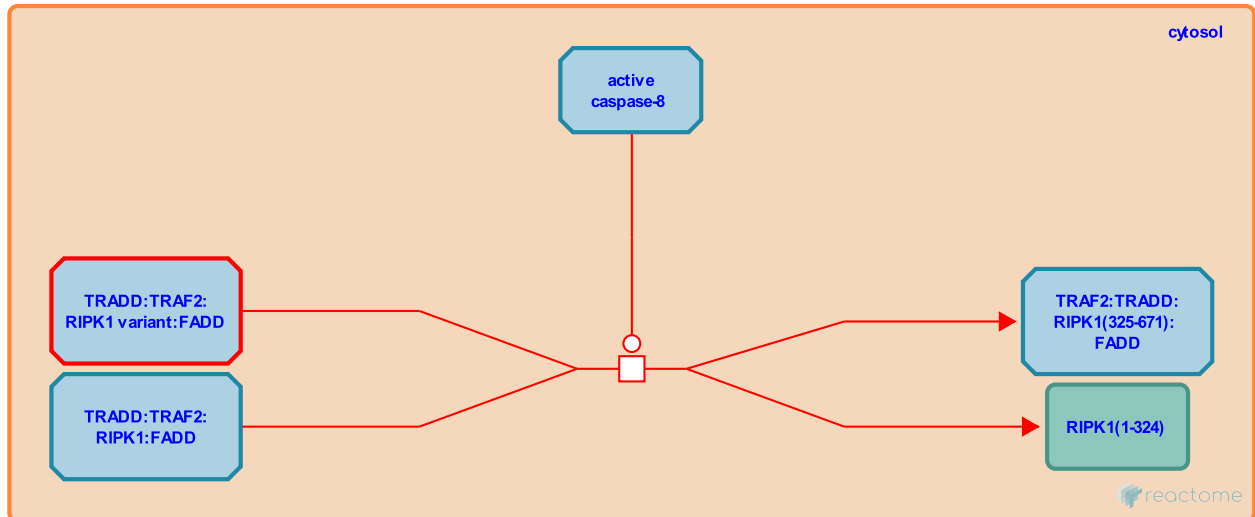 cytosol
active
caspase-8
TRADD:TRAF2:
RIPK1 variant:FADD
TRADD:TRAF2:
RIPK1:FADD
TRAF2:TRADD:
RIPK1(325-671):
FADD
RIPK1(1-324)
reactome